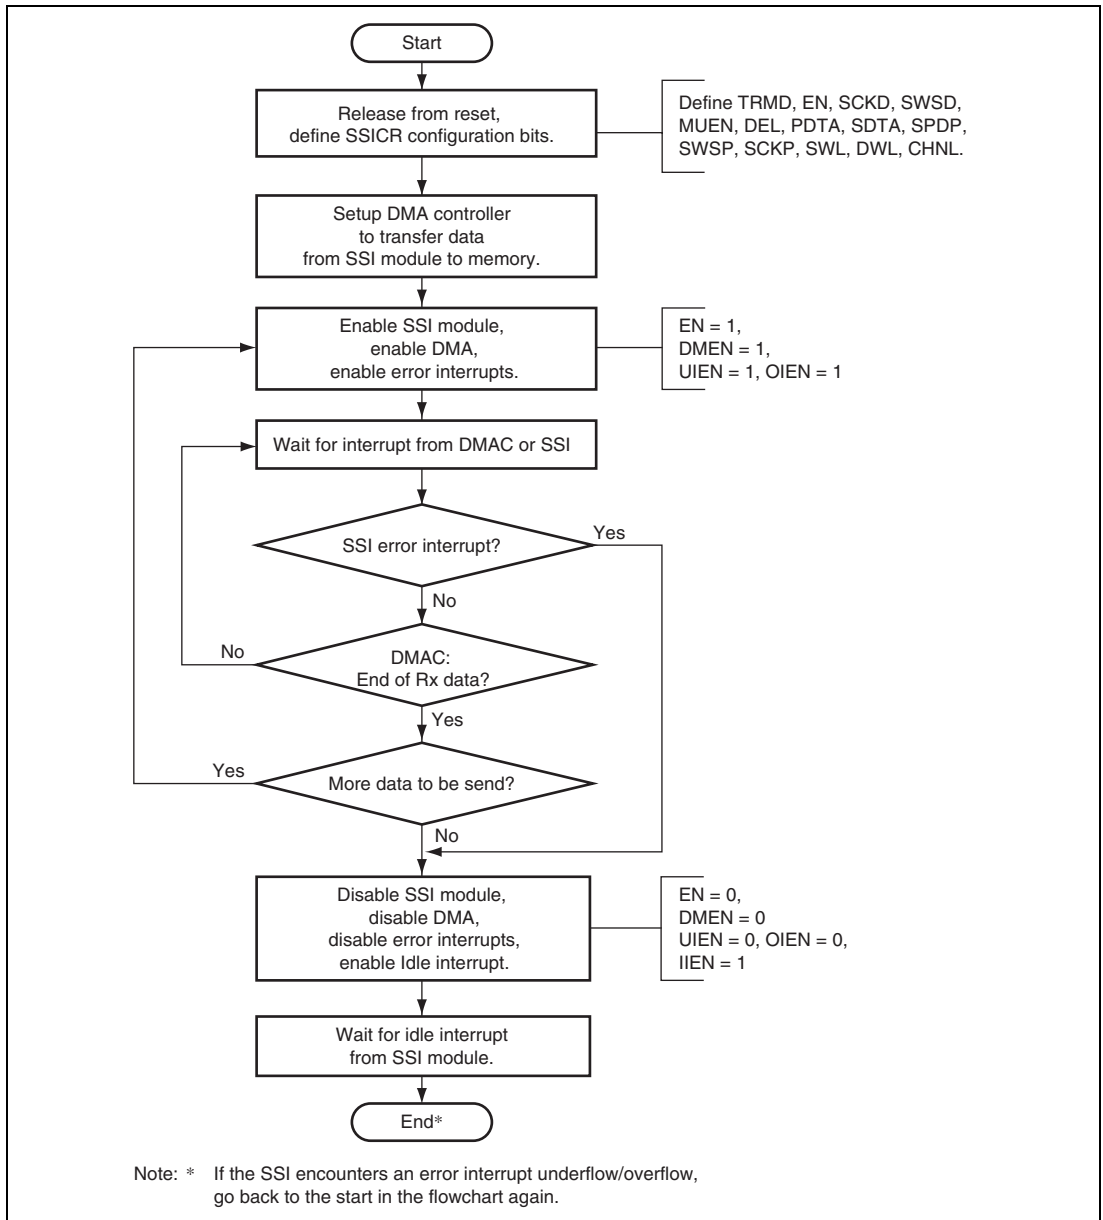 Start
Release from reset,
define SSICR configuration bits.
Define TRMD, EN, SCKD, SWSD,
MUEN, DEL, PDTA, SDTA, SPDP,
SWSP, SCKP, SWL, DWL, CHNL.
Setup DMA controller
to transfer data
from SSI module to memory.
Enable SSI module,
enable DMA,
enable error interrupts.
EN = 1,
DMEN = 1,
UIEN = 1, OIEN = 1
Wait for interrupt from DMAC or SSI
SSI error interrupt?
Yes
No
DMAC:
End of Rx data?
No
Yes
More data to be send?
Yes
No
Disable SSI module,
disable DMA,
disable error interrupts,
enable Idle interrupt.
EN = 0,
DMEN = 0
UIEN = 0, OIEN = 0,
IIEN = 1
Wait for idle interrupt
from SSI module.
End*
Note: * If the SSI encounters an error interrupt underflow/overflow,
go back to the start in the flowchart again.